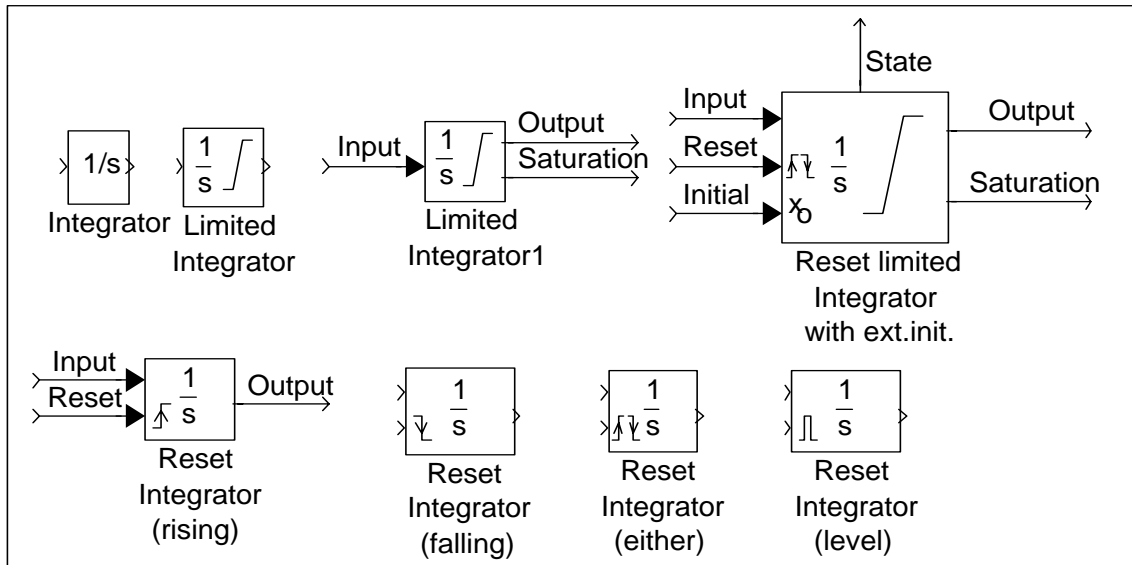 1/s
Integrator
1
s
Limited
Integrator
Input
1
s
Output
Saturation
Limited
Integrator1
State
Input
Reset
Initial
1
s
xo
Output
Saturation
Reset limited
Integrator
with ext.init.
Input
Reset
1
s
Output
Reset
Integrator
(rising)
1
s
Reset
Integrator
(falling)
1
s
Reset
Integrator
(either)
1
s
Reset
Integrator
(level)